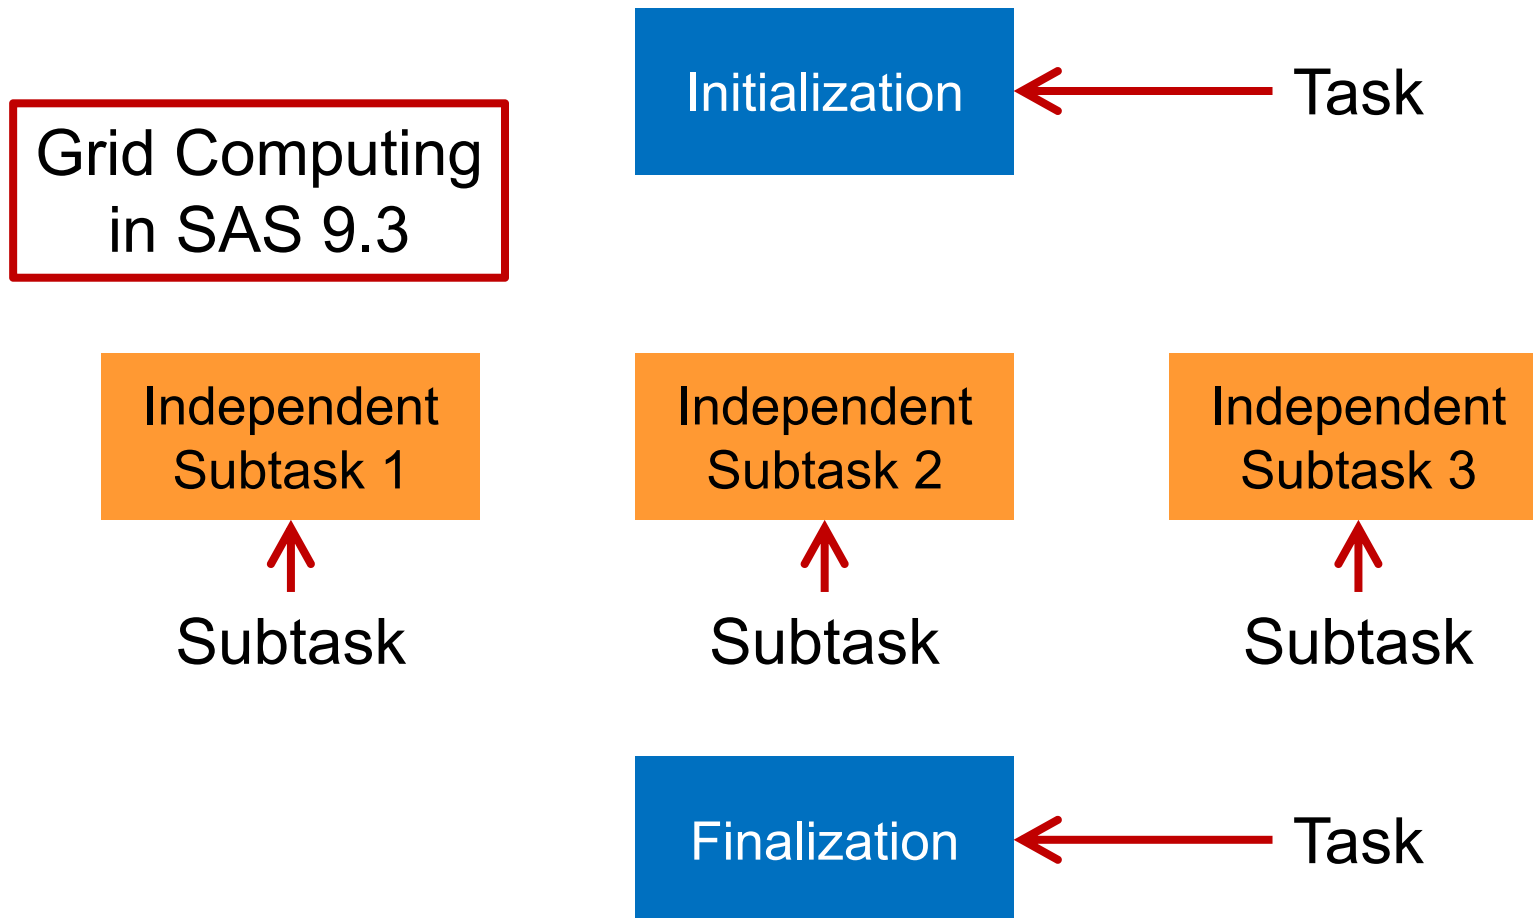 Initialization
Task
Grid Computing
in SAS 9.3
Independent
Subtask 1
Independent
Subtask 2
Independent
Subtask 3
Subtask
Subtask
Subtask
Finalization
Task